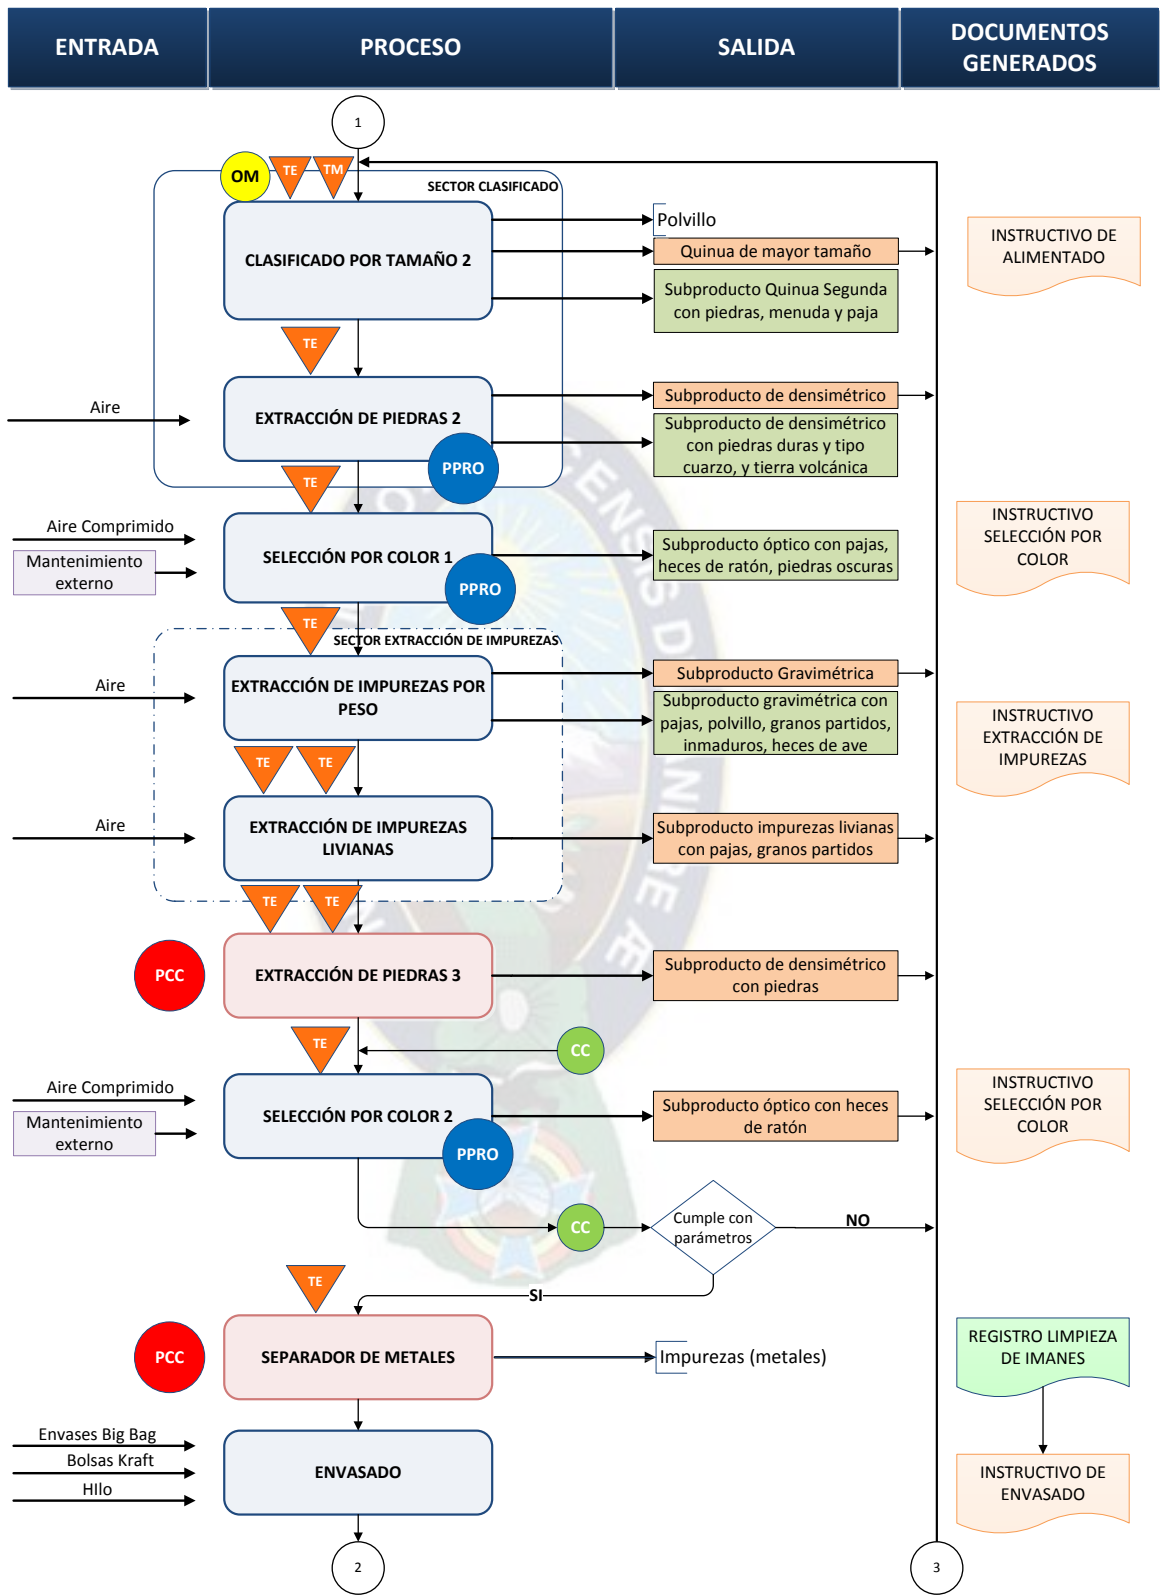 ENTRADA
PROCESO
SALIDA
DOCUMENTOS
GENERADOS
1
OM
TE
TM
SECTOR CLASIFICADO
CLASIFICADO POR TAMAÑO 2
Polvillo
Quinua de mayor tamaño
Subproducto Quinua Segunda
con piedras, menuda y paja
INSTRUCTIVO DE
ALIMENTADO
TE
Aire
EXTRACCIÓN DE PIEDRAS 2
PPRO
Subproducto de densimétrico
Subproducto de densimétrico
con piedras duras y tipo
cuarzo, y tierra volcánica
TE
Aire Comprimido
Mantenimiento
externo
SELECCIÓN POR COLOR 1
PPRO
Subproducto óptico con pajas,
heces de ratón, piedras oscuras
INSTRUCTIVO
SELECCIÓN POR
COLOR
TE
SECTOR EXTRACCIÓN DE IMPUREZAS
Aire
EXTRACCIÓN DE IMPUREZAS POR
PESO
Subproducto Gravimétrica
Subproducto gravimétrica con
pajas, polvillo, granos partidos,
inmaduros, heces de ave
INSTRUCTIVO
EXTRACCIÓN DE
IMPUREZAS
TE
TE
Aire
EXTRACCIÓN DE IMPUREZAS
LIVIANAS
Subproducto impurezas livianas
con pajas, granos partidos
TE
TE
PCC
EXTRACCIÓN DE PIEDRAS 3
Subproducto de densimétrico
con piedras
TE
CC
Aire Comprimido
Mantenimiento
externo
SELECCIÓN POR COLOR 2
PPRO
Subproducto óptico con heces
de ratón
INSTRUCTIVO
SELECCIÓN POR
COLOR
CC
Cumple con
parámetros
NO
SI
TE
PCC
SEPARADOR DE METALES
Impurezas (metales)
REGISTRO LIMPIEZA
DE IMANES
Envases Big Bag
Bolsas Kraft
HIlo
ENVASADO
INSTRUCTIVO DE
ENVASADO
2
3